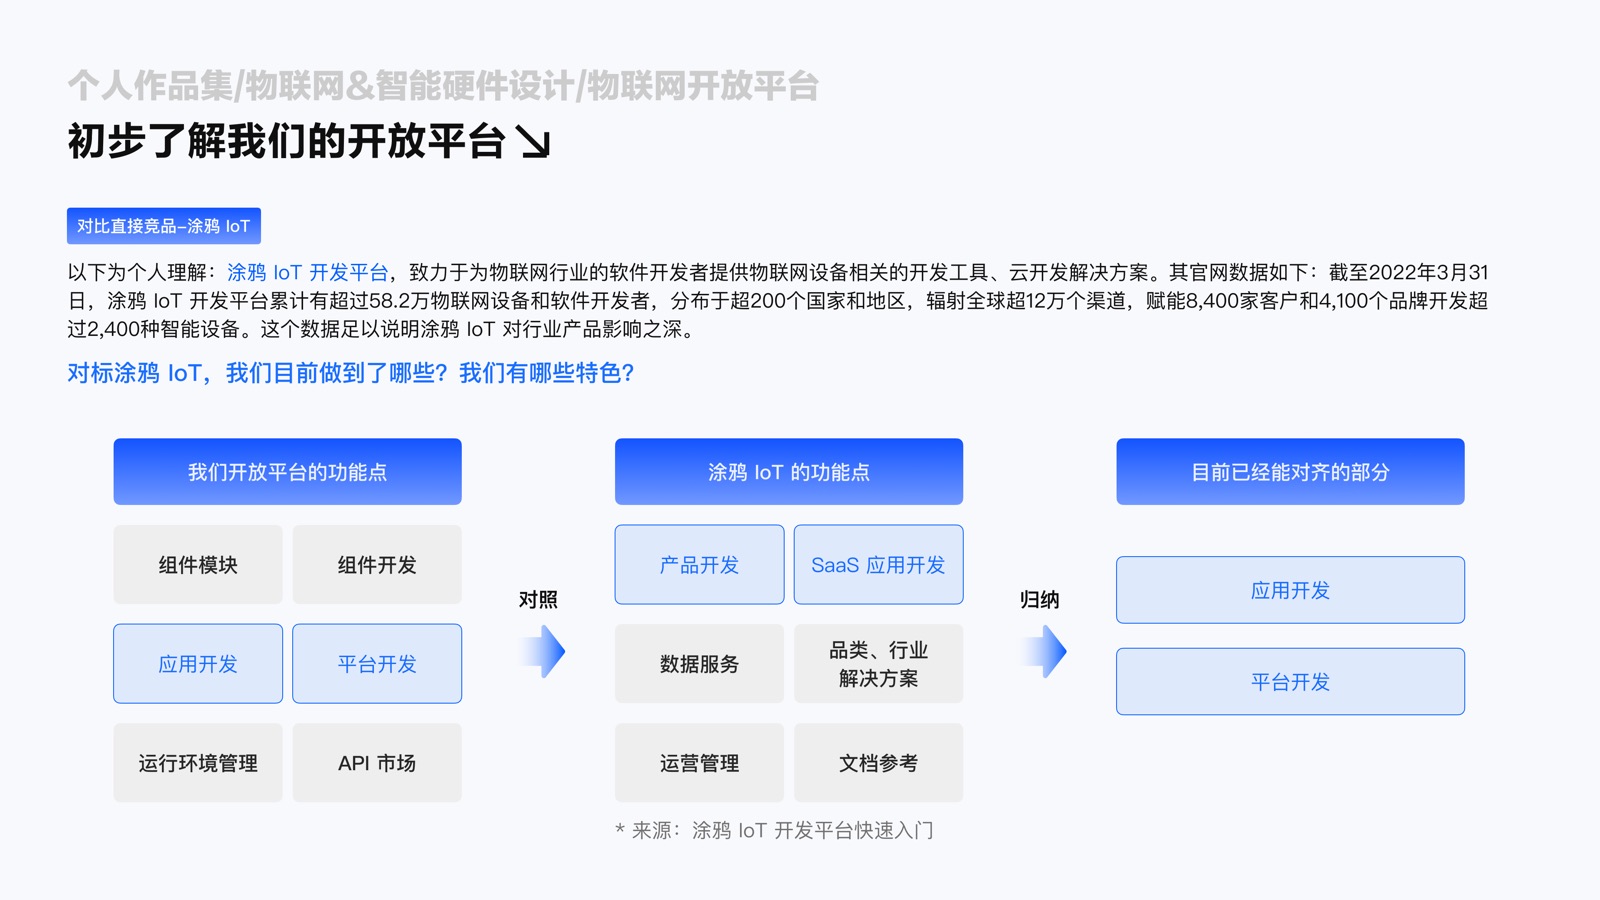 个人作品集/物联网&智能硬件设计/物联网开放平台
初步了解我们的开放平台↘
对比直接竞品–涂鸦 IoT
以下为个人理解：涂鸦 IoT 开发平台，致力于为物联网行业的软件开发者提供物联网设备相关的开发工具、云开发解决方案。其官网数据如下：截至2022年3月31
日，涂鸦 IoT 开发平台累计有超过58.2万物联网设备和软件开发者，分布于超200个国家和地区，辐射全球超12万个渠道，赋能8,400家客户和4,100个品牌开发超
过2,400种智能设备。这个数据足以说明涂鸦 IoT 对行业产品影响之深。
对标涂鸦 IoT，我们目前做到了哪些？我们有哪些特色？
我们开放平台的功能点
组件模块
组件开发
应用开发
平台开发
运行环境管理
API 市场
对照
涂鸦 IoT 的功能点
产品开发
SaaS 应用开发
数据服务
品类、行业
解决方案
运营管理
文档参考
* 来源：涂鸦 IoT 开发平台快速入门
归纳
目前已经能对齐的部分
应用开发
平台开发